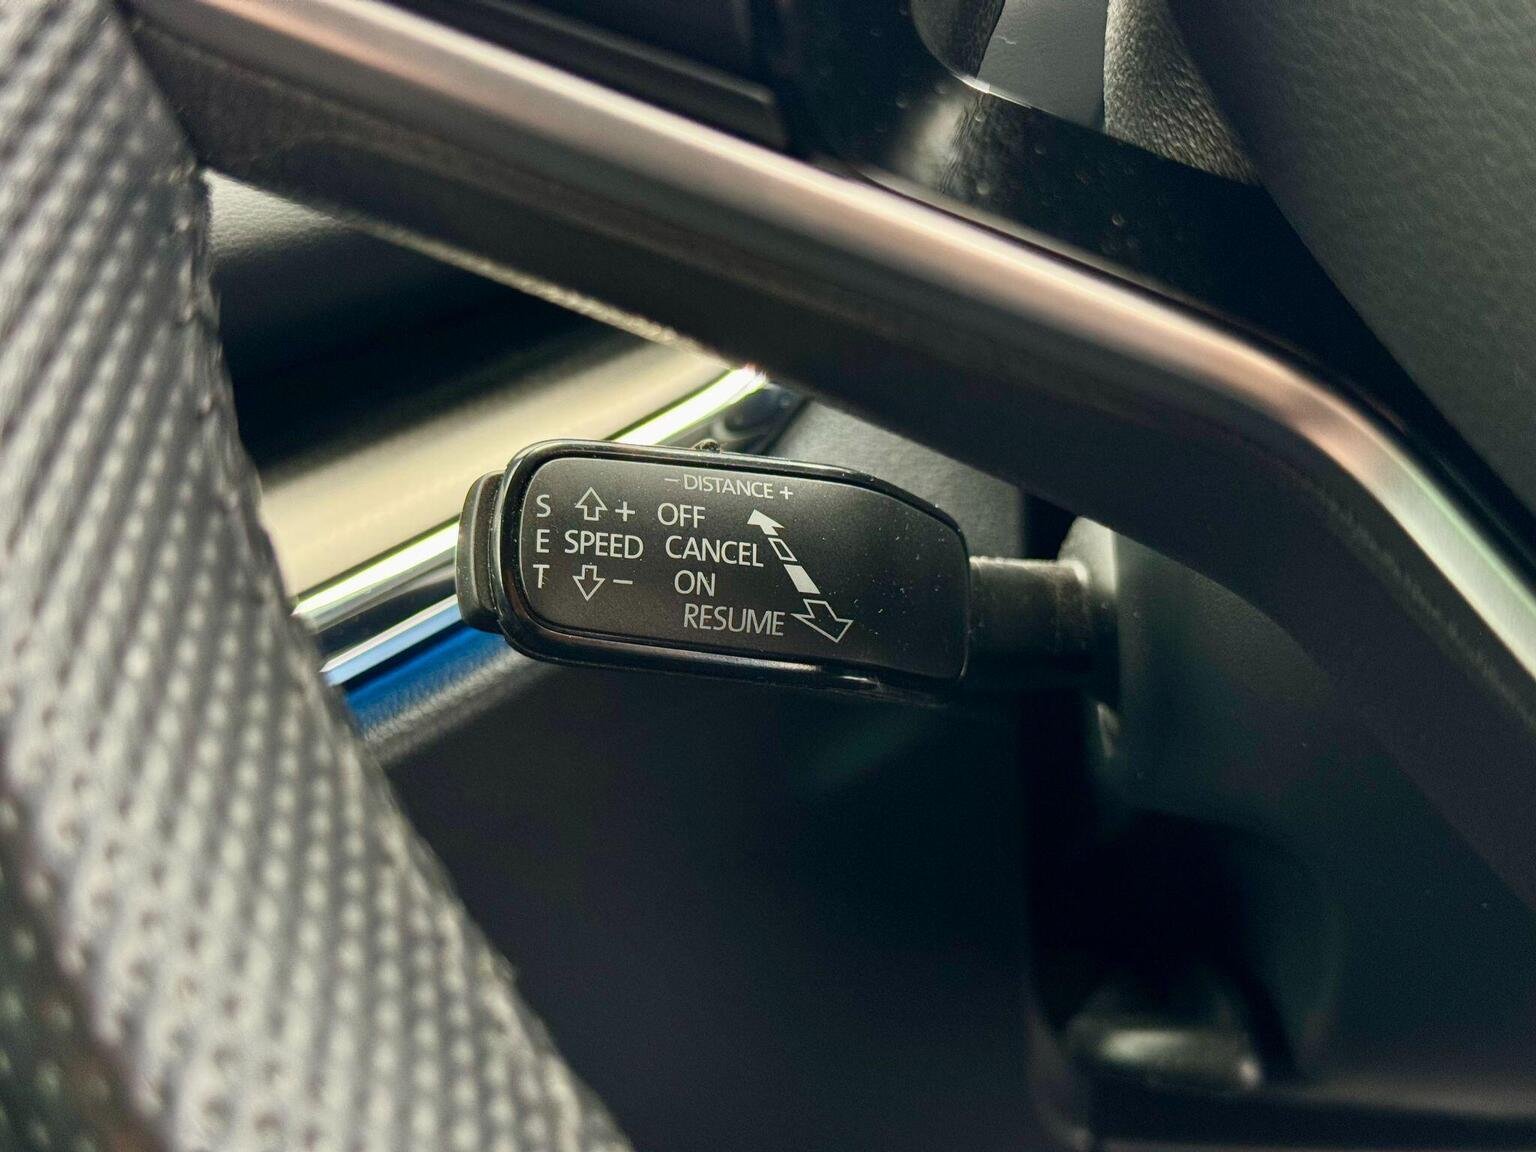 - DISTANCE +
S + OFF
E SPEED CANCEL
T - ON
RESUME